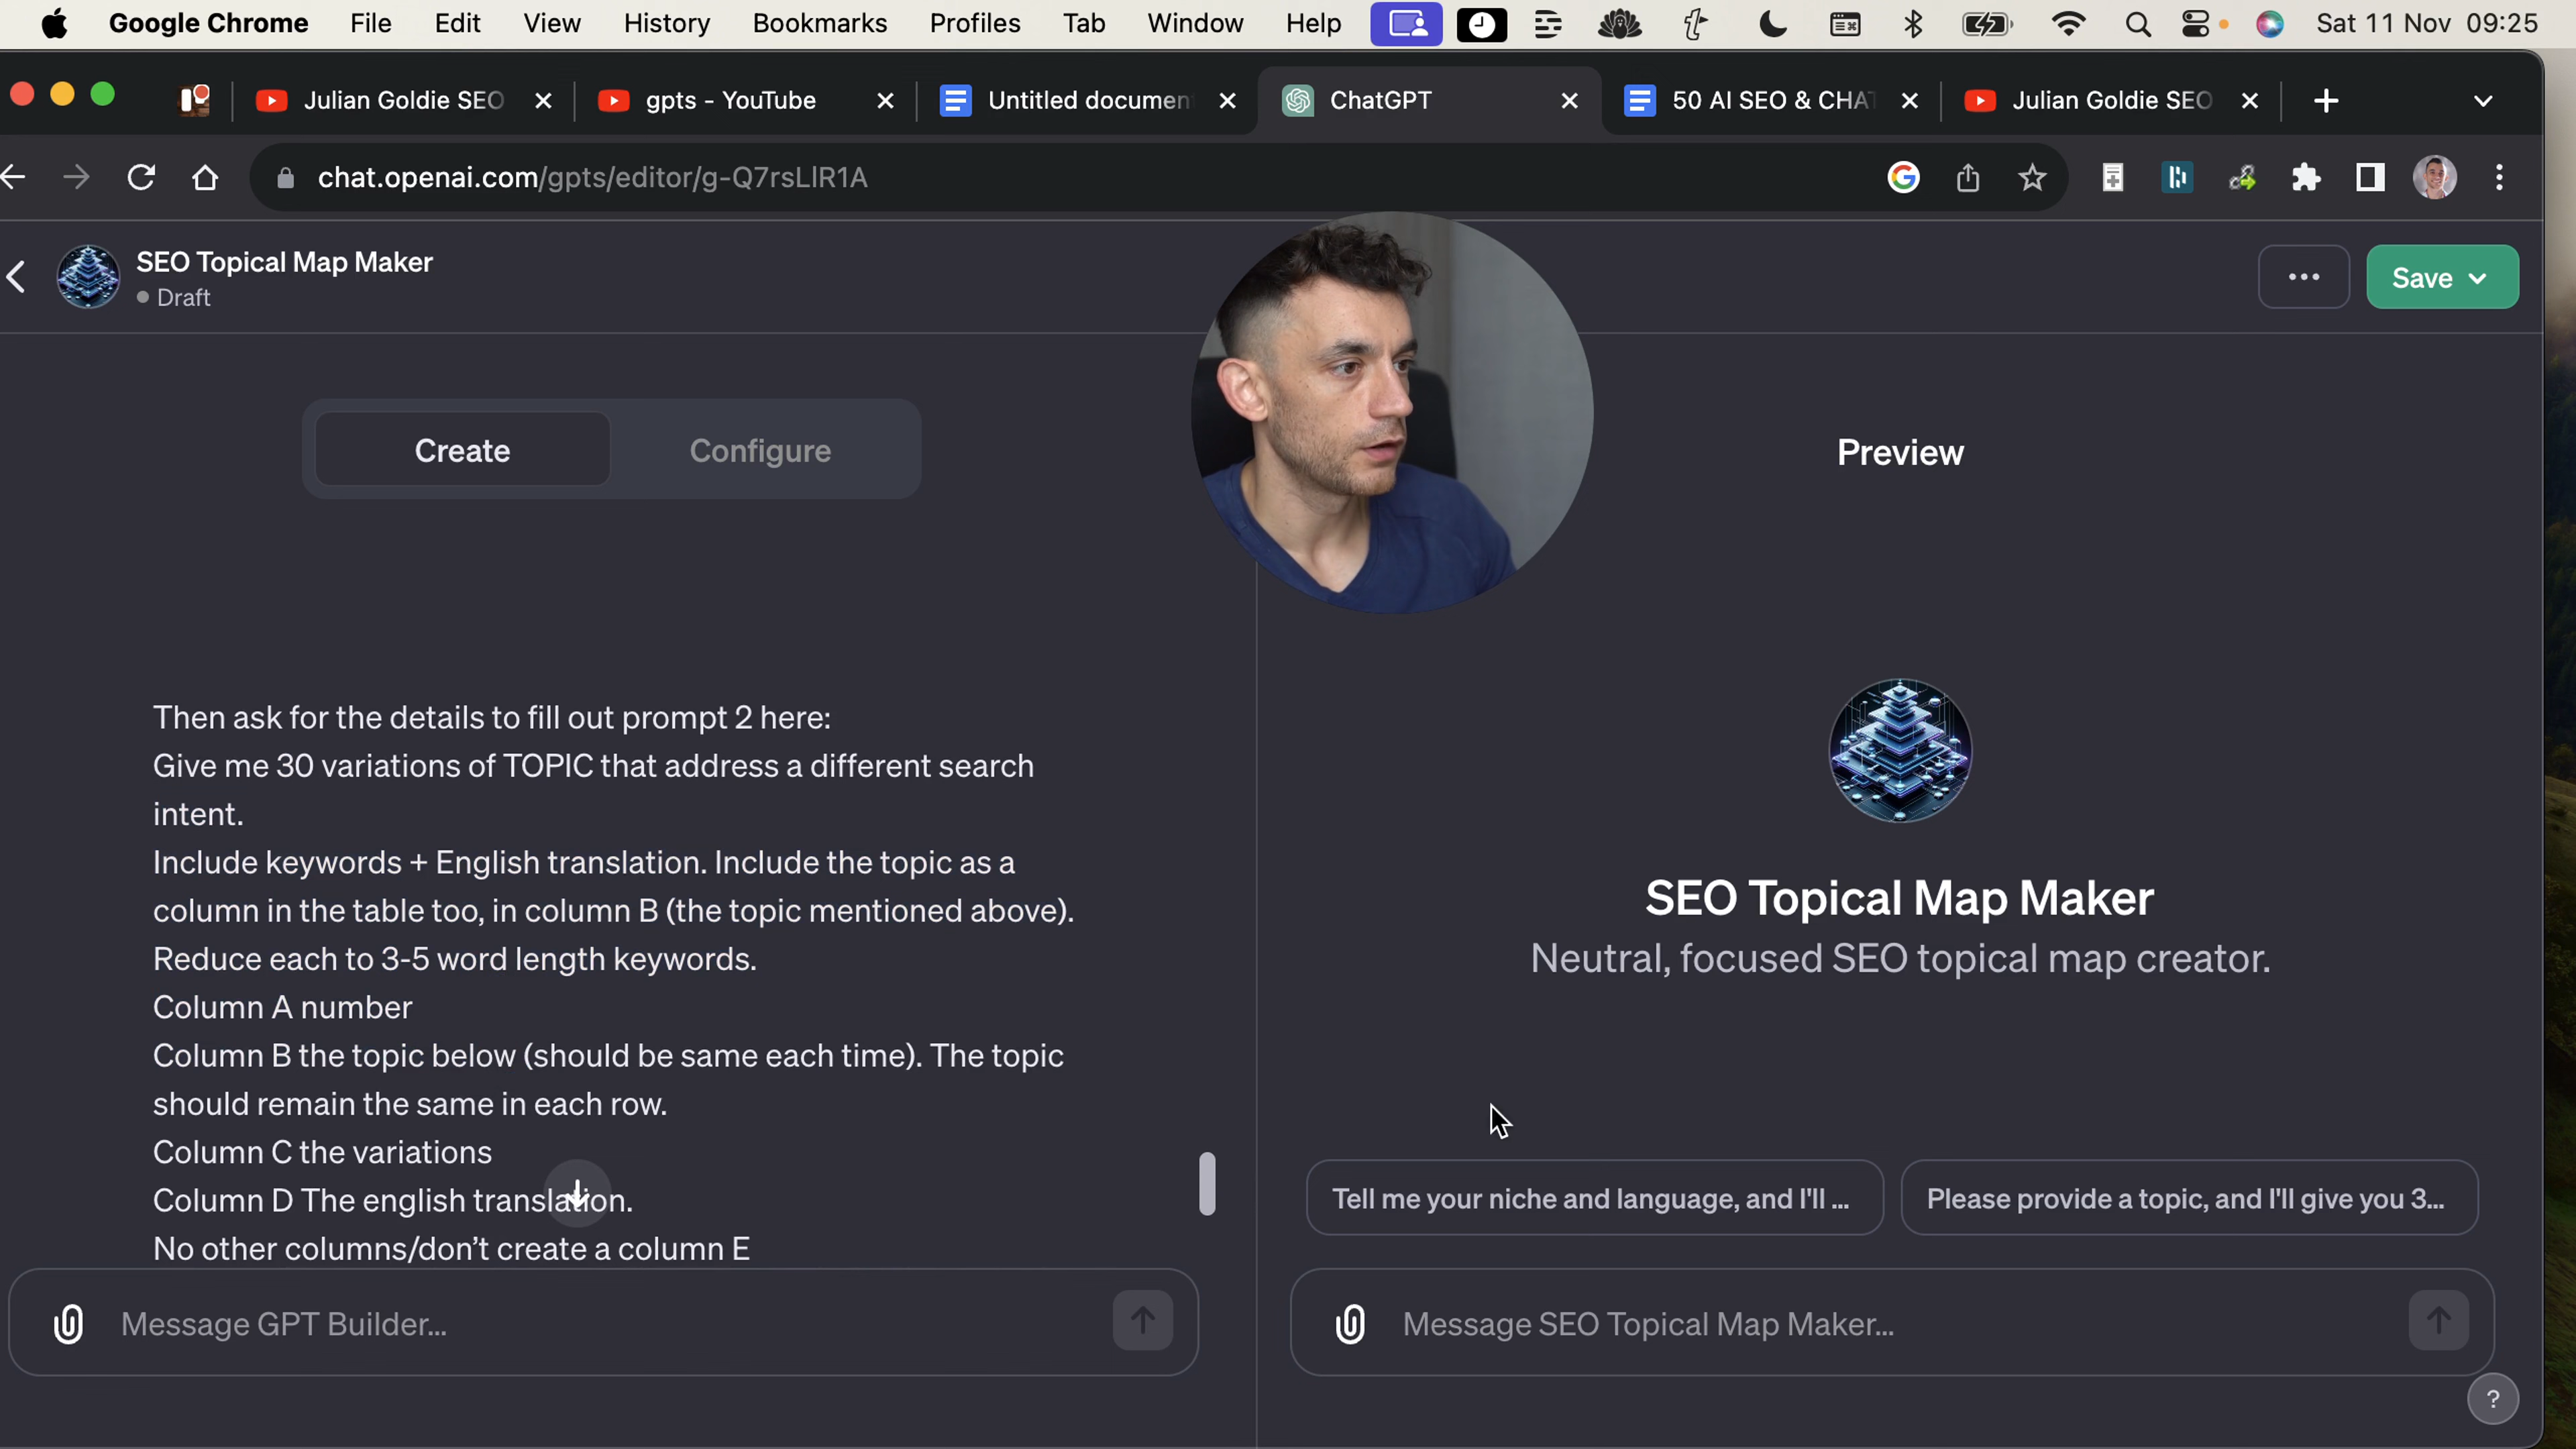 Google Chrome File Edit View History Bookmarks Profiles Tab Window Help Sat 11 Nov 09:25
Julian Goldie SEO gpts - YouTube Untitled documen ChatGPT 50 AI SEO & CHAT Julian Goldie SEO
chat.openai.com/gpts/editor/g-Q7rsLlR1A
SEO Topical Map Maker
Draft
Save
Create Configure
Preview
Then ask for the details to fill out prompt 2 here:
Give me 30 variations of TOPIC that address a different search
intent.
Include keywords + English translation. Include the topic as a
column in the table too, in column B (the topic mentioned above).
Reduce each to 3-5 word length keywords.
Column A number
Column B the topic below (should be same each time). The topic
should remain the same in each row.
Column C the variations
Column D The english translation.
No other columns/don’t create a column E
Message GPT Builder...
SEO Topical Map Maker
Neutral, focused SEO topical map creator.
Tell me your niche and language, and I'll ...
Please provide a topic, and I'll give you 3...
Message SEO Topical Map Maker...
?